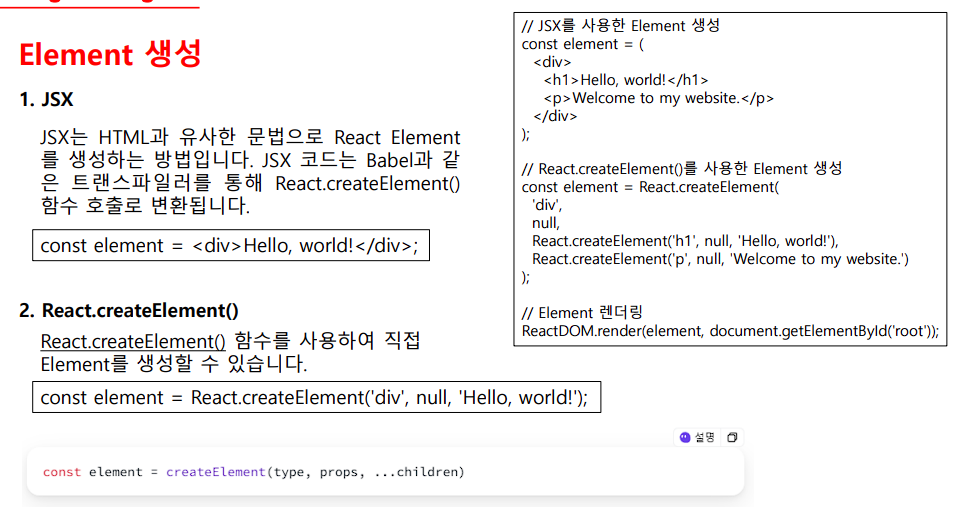 Element 생성
1. JSX
JSX는 HTML과 유사한 문법으로 React Element
를 생성하는 방법입니다. JSX 코드는 Babel과 같
은 트랜스파일러를 통해 React.createElement()
함수 호출로 변환됩니다.
const element = <div>Hello, world!</div>;
2. React.createElement()
React.createElement() 함수를 사용하여 직접
Element를 생성할 수 있습니다.
const element = React.createElement('div', null, 'Hello, world!');
설명
const element = createElement(type, props, ...children)
// JSX를 사용한 Element 생성
const element = (
<div>
<h1>Hello, world!</h1>
<p>Welcome to my website.</p>
</div>
);
// React.createElement()를 사용한 Element 생성
const element = React.createElement(
'div',
null,
React.createElement('h1', null, 'Hello, world!'),
React.createElement('p', null, 'Welcome to my website.')
);
// Element 렌더링
ReactDOM.render(element, document.getElementById('root'));